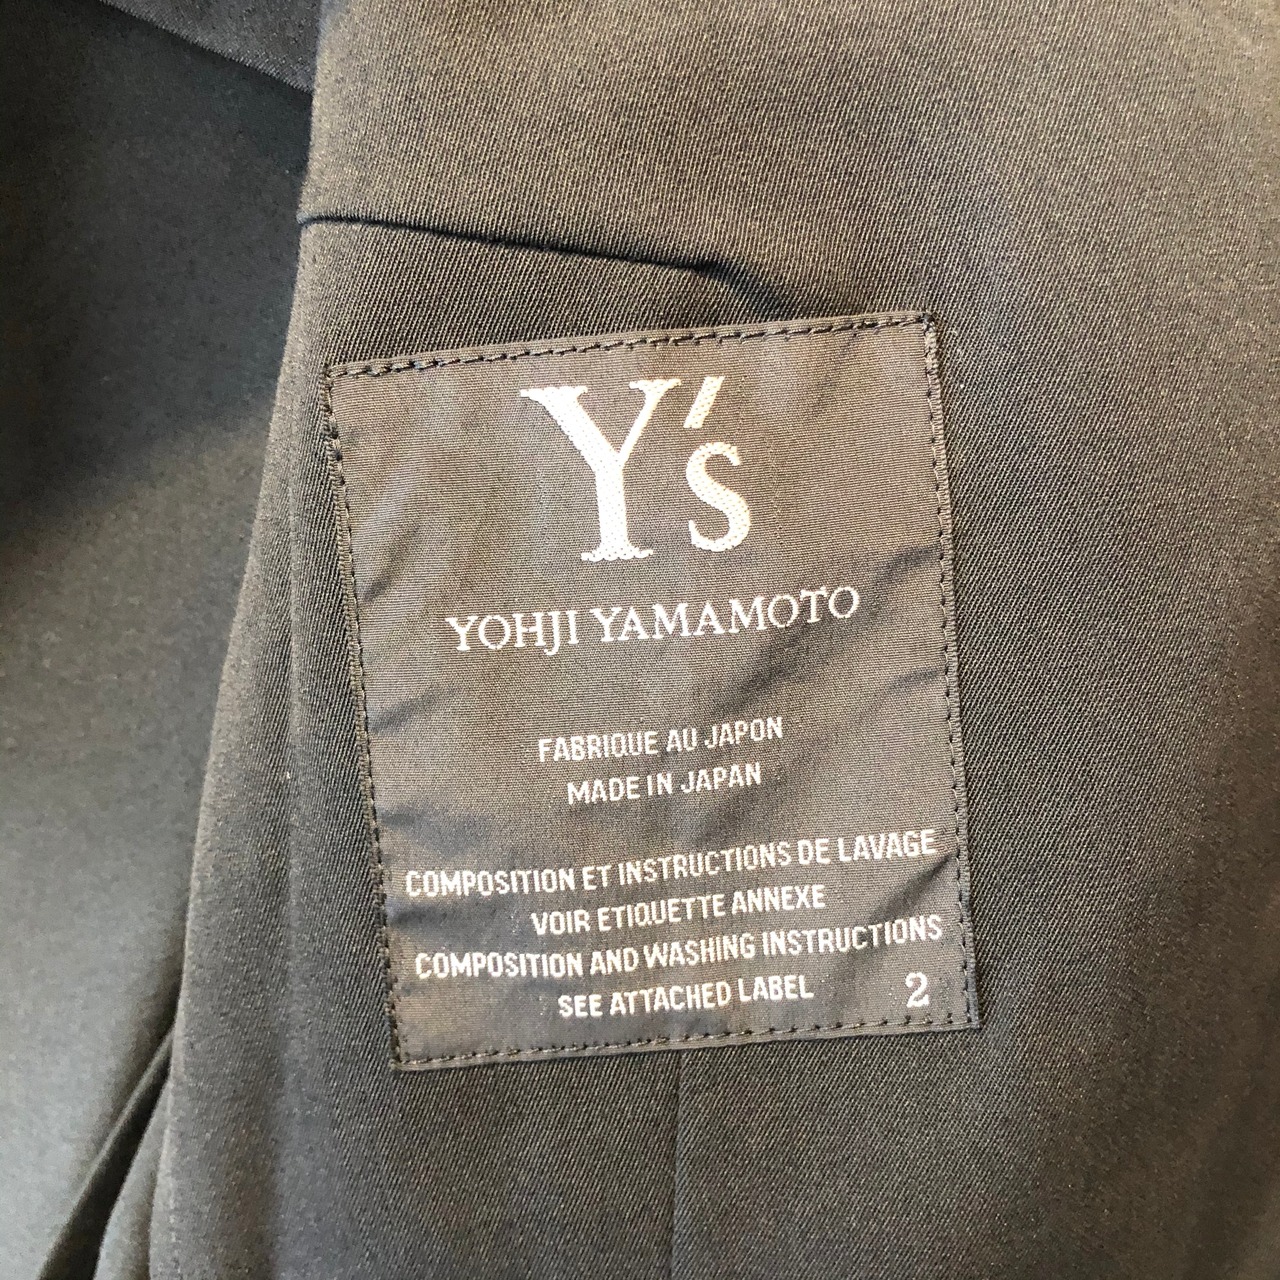 Y's
YOHJI YAMAMOTO
FABRIQUE AU JAPON
MADE IN JAPAN
COMPOSITION ET INSTRUCTIONS DE LAVAGE
VOIR ETIQUETTE ANNEXE
COMPOSITION AND WASHING INSTRUCTIONS
SEE ATTACHED LABEL 2